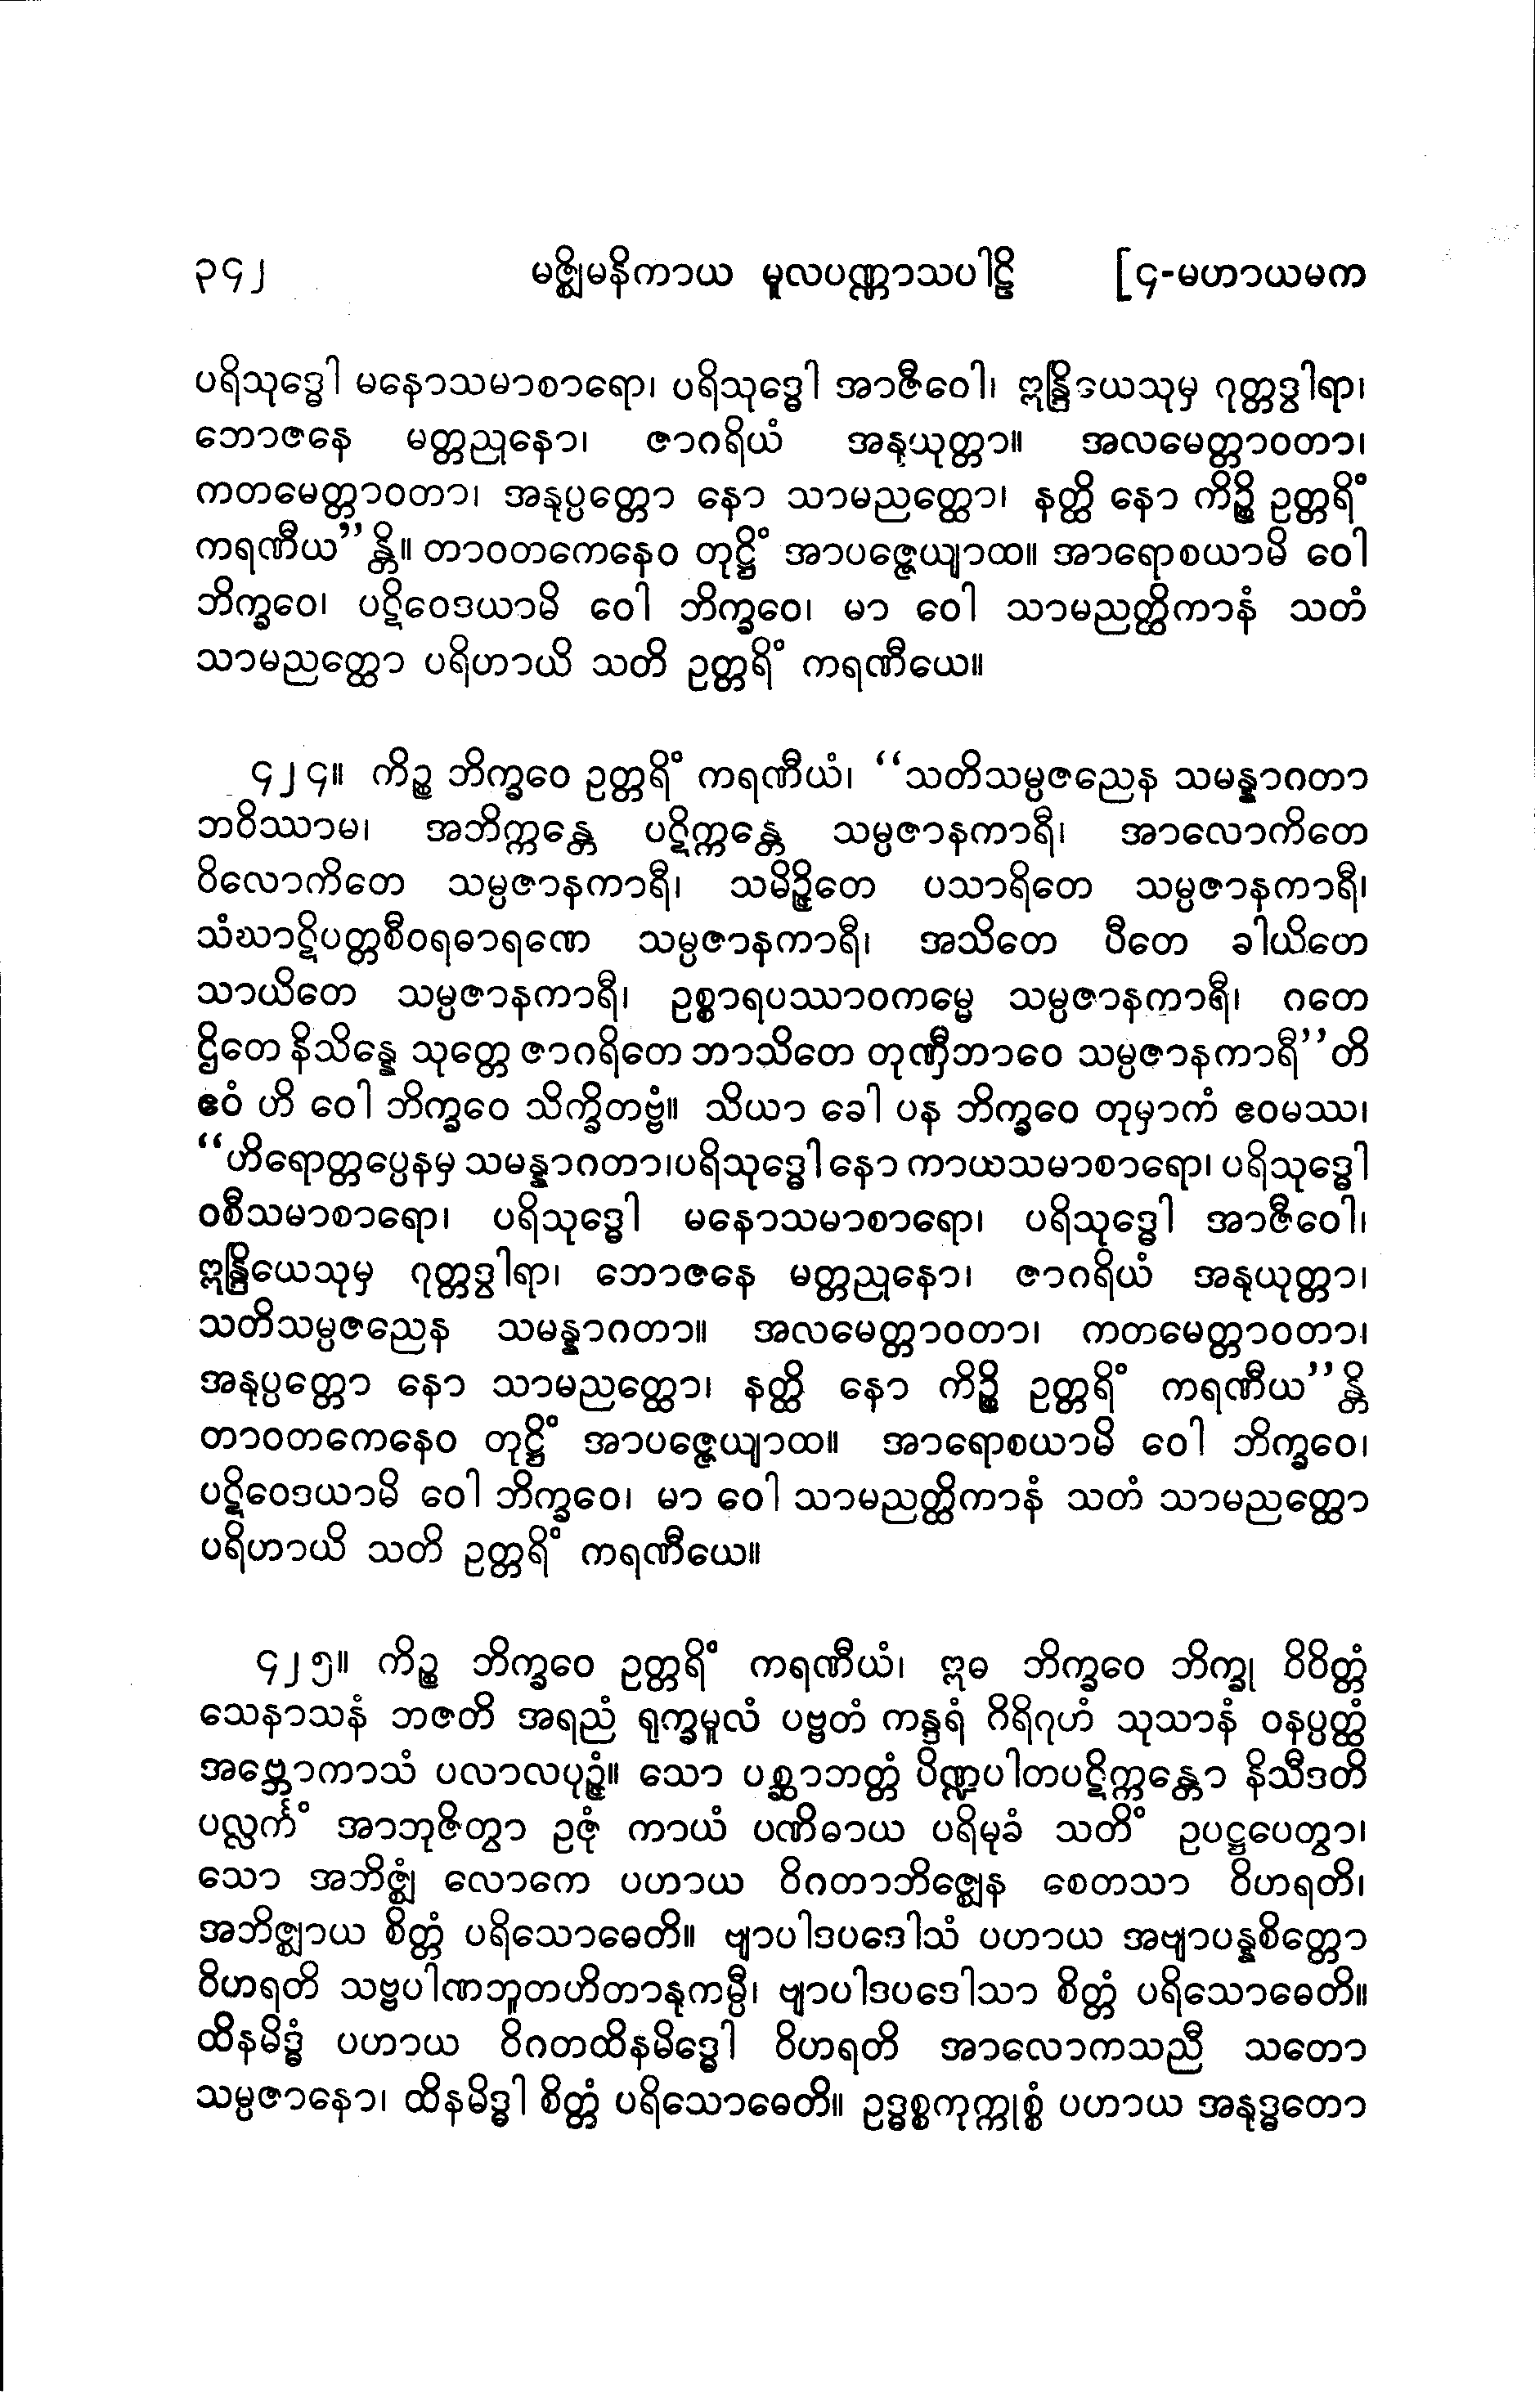 ၃၄၂ မဇ္ဈိမနိကာယ မူလပဏ္ဏာသပါဠိ [၄-မဟာယမက
ပရိသုဒ္ဓေါ မနောသမာစာရော၊ ပရိသုဒ္ဓေါ အာဇီဝေါ၊ ဣန္ဒြိဒယသုမှ ဂုတ္တဒွါရာ၊
ဘောဇနေ မတ္တညုနော၊ ဇာဂရိယံ အနုယုတ္တာ။ အလမေတ္တာဝတာ၊
ကတမေတ္တာဝတာ၊ အနုပ္ပတ္တော နော သာမညတ္ထော၊ နတ္ထိ နော ကိဉ္စိ ဥတ္တရိံ
ကရဏီယ”န္တိ။ တာဝတကေနေဝ တုဋ္ဌိံ အာပဇ္ဇေယျာထ။ အာရောစယာမိ ဝေါ
ဘိက္ခဝေ၊ ပဋိဝေဒယာမိ ဝေါ ဘိက္ခဝေ၊ မာ ဝေါ သာမညတ္ထိကာနံ သတံ
သာမညတ္ထော ပရိဟာယိ သတိ ဥတ္တရိံ ကရဏီယေ။
၄၂၄။ ကိဉ္စ ဘိက္ခဝေ ဥတ္တရိံ ကရဏီယံ၊ “သတိသမ္ပဇညေန သမန္နာဂတာ
ဘဝိဿာမ၊ အဘိက္ကန္တေ ပဋိက္ကန္တေ သမ္ပဇာနကာရီ၊ အာလောကိတေ
ဝိလောကိတေ သမ္ပဇာနကာရီ၊ သမိဉ္ဇိတေ ပသာရိတေ သမ္ပဇာနကာရီ၊
သံဃာဋိပတ္တစီဝရဓာရဏေ သမ္ပဇာနကာရီ၊ အသိတေ ပီတေ ခါယိတေ
သာယိတေ သမ္ပဇာနကာရီ၊ ဥစ္စာရပဿာဝကမ္မေ သမ္ပဇာနကာရီ၊ ဂတေ
ဌိတေ နိသိန္နေ သုတ္တေ ဇာဂရိတေ ဘာသိတေ တုဏှီဘာဝေ သမ္ပဇာနကာရီ”တိ
ဧဝံ ဟိ ဝေါ ဘိက္ခဝေ သိက္ခိတဗ္ဗံ။ သိယာ ခေါ ပန ဘိက္ခဝေ တုမှာကံ ဧဝမဿ၊
“ဟိရောတ္တပ္ပေနမှ သမန္နာဂတာ၊ပရိသုဒ္ဓေါ နော ကာယသမာစာရော၊ ပရိသုဒ္ဓေါ
ဝစီသမာစာရော၊ ပရိသုဒ္ဓေါ မနောသမာစာရော၊ ပရိသုဒ္ဓေါ အာဇီဝေါ၊
ဣန္ဒြိယေသုမှ ဂုတ္တဒွါရာ၊ ဘောဇနေ မတ္တညုနော၊ ဇာဂရိယံ အနုယုတ္တာ၊
သတိသမ္ပဇညေန သမန္နာဂတာ။ အလမေတ္တာဝတာ၊ ကတမေတ္တာဝတာ၊
အနုပ္ပတ္တော နော သာမညတ္ထော၊ နတ္ထိ နော ကိဉ္စိ ဥတ္တရိံ ကရဏီယ”န္တိ
တာဝတကေနေဝ တုဋ္ဌိံ အာပဇ္ဇေယျာထ။ အာရောစယာမိ ဝေါ ဘိက္ခဝေ၊
ပဋိဝေဒယာမိ ဝေါ ဘိက္ခဝေ၊ မာ ဝေါ သာမညတ္ထိကာနံ သတံ သာမညတ္ထော
ပရိဟာယိ သတိ ဥတ္တရိံ ကရဏီယေ။
၄၂၅။ ကိဉ္စ ဘိက္ခဝေ ဥတ္တရိံ ကရဏီယံ၊ ဣဓ ဘိက္ခဝေ ဘိက္ခု ဝိဝိတ္တံ
သေနာသနံ ဘဇတိ အရညံ ရုက္ခမူလံ ပဗ္ဗတံ ကန္ဒရံ ဂိရိဂုဟံ သုသာနံ ဝနပ္ပတ္ထံ
အဗ္ဘောကာသံ ပလာလပုဉ္ဇံ။ သော ပစ္ဆာဘတ္တံ ပိဏ္ဍပါတပဋိက္ကန္တော နိသီဒတိ
ပလ္လင်္ကံ အာဘုဇိတွာ ဥဇုံ ကာယံ ပဏိဓာယ ပရိမုခံ သတိံ ဥပဋ္ဌပေတွာ၊
သော အဘိဇ္ဈံ လောကေ ပဟာယ ဝိဂတာဘိဇ္ဈေန စေတသာ ဝိဟရတိ၊
အဘိဇ္ဈာယ စိတ္တံ ပရိသောဓေတိ။ ဗျာပါဒပဒေါသံ ပဟာယ အဗျာပန္နစိတ္တော
ဝိဟရတိ သဗ္ဗပါဏဘူတဟိတာနုကမ္ပီ၊ ဗျာပါဒပဒေါသာ စိတ္တံ ပရိသောဓေတိ။
ထိနမိဒ္ဓံ ပဟာယ ဝိဂတထိနမိဒ္ဓေါ ဝိဟရတိ အာလောကသညီ သတော
သမ္ပဇာနော၊ ထိနမိဒ္ဓါ စိတ္တံ ပရိသောဓေတိ။ ဥဒ္ဓစ္စကုက္ကုစ္စံ ပဟာယ အနုဒ္ဓတော